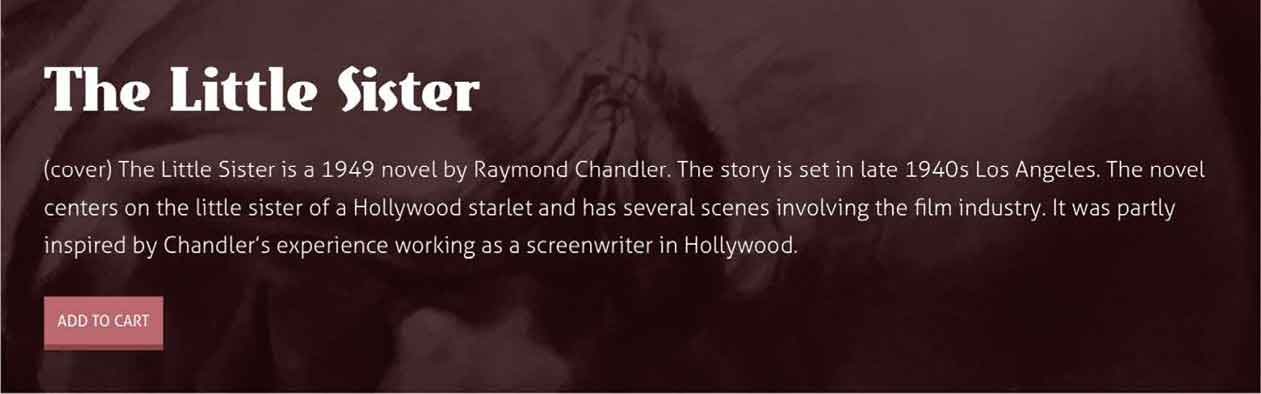 The Little Sister
(cover) The Little Sister is a 1949 novel by Raymond Chandler. The story is set in late 1940s Los Angeles. The novel
centers on the little sister of a Hollywood starlet and has several scenes involving the film industry. It was partly
inspired by Chandler’s experience working as a screenwriter in Hollywood.
ADD TO CART